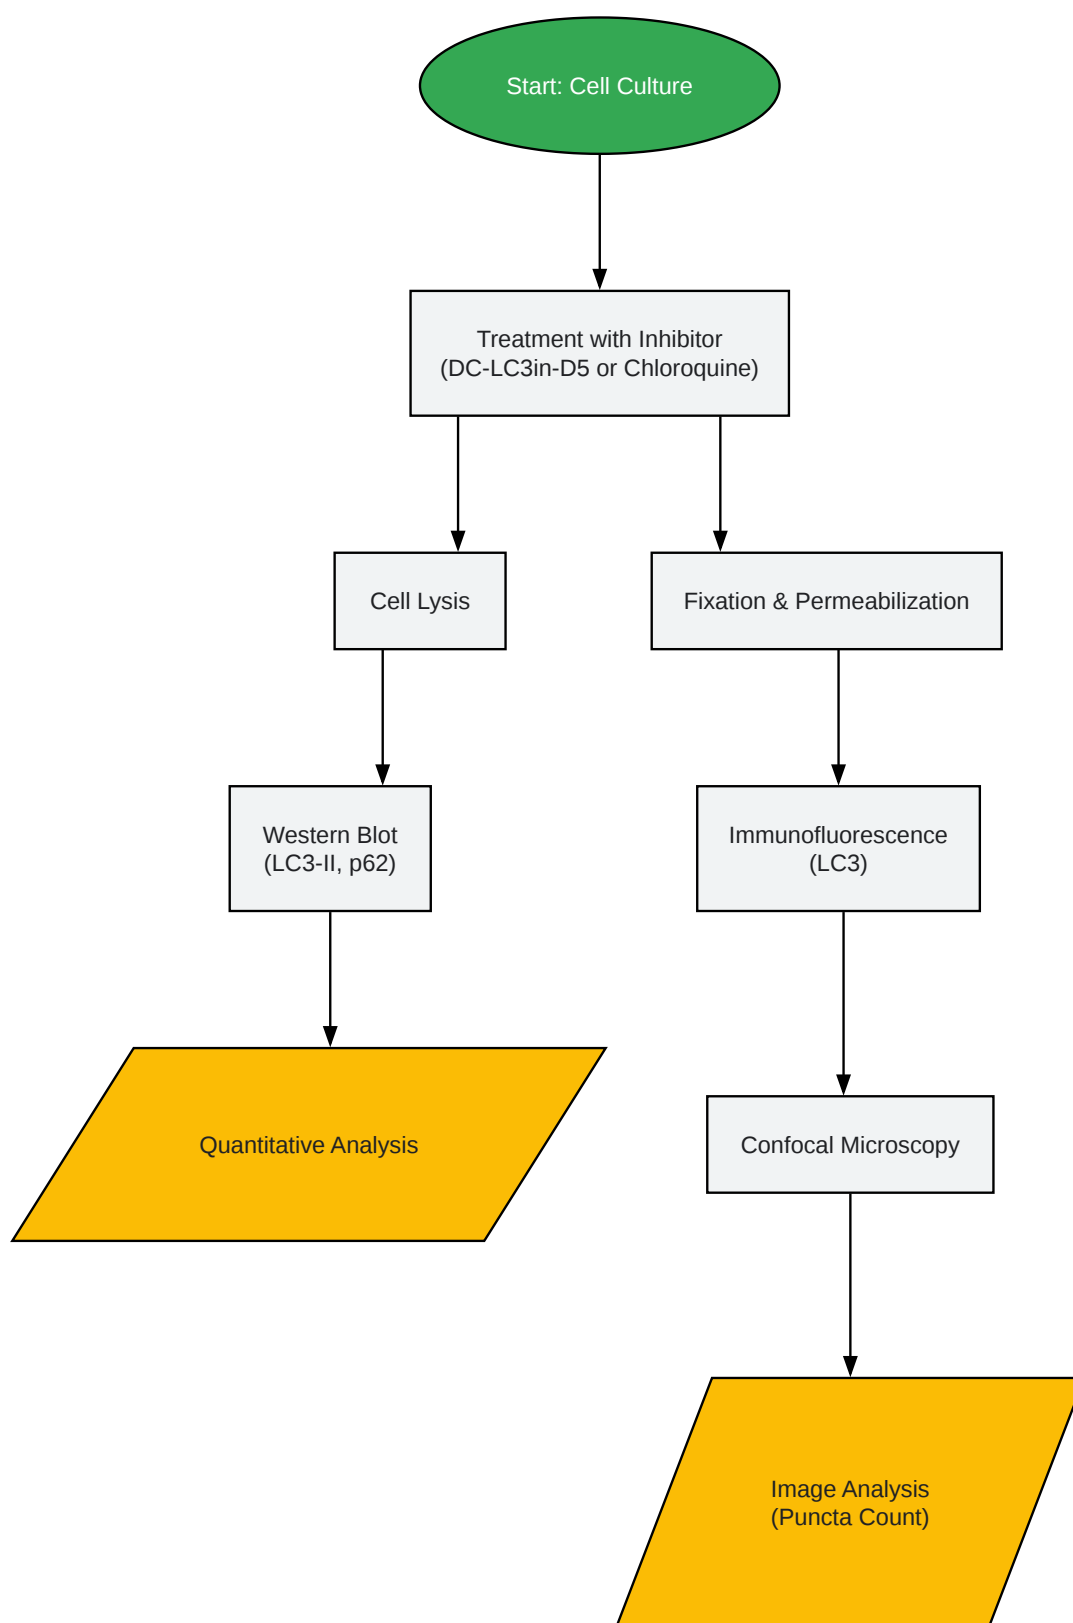 Start: Cell Culture
Treatment with Inhibitor
(DC-LC3in-D5 or Chloroquine)
Cell Lysis
Fixation & Permeabilization
Western Blot
(LC3-II, p62)
Immunofluorescence
(LC3)
Quantitative Analysis
Confocal Microscopy
Image Analysis
(Puncta Count)